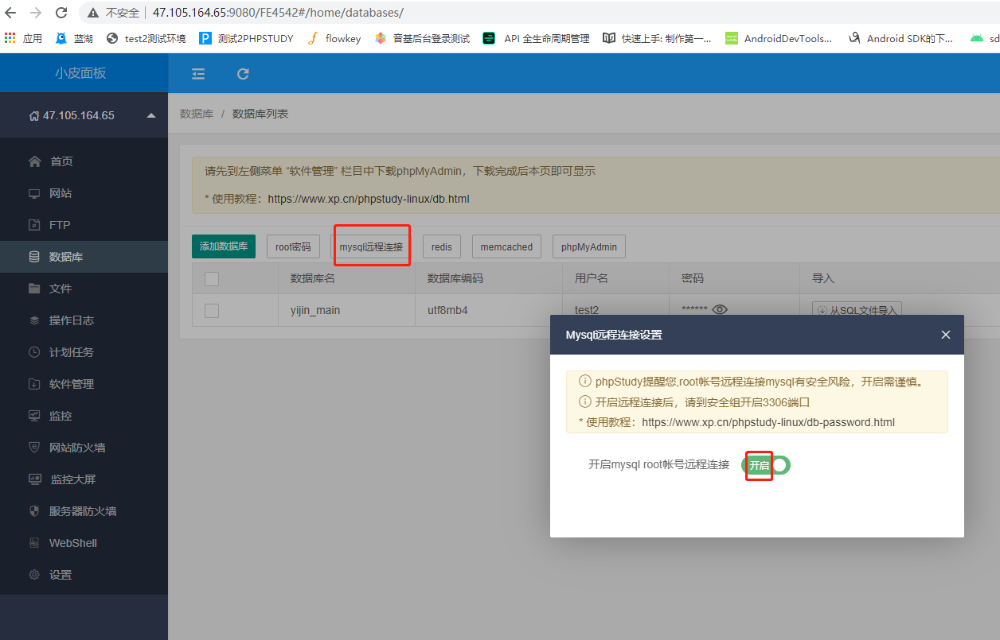 不安全 | 47.105.164.65:9080/FE4542#/home/databases/
应用 蓝湖 test2测试环境 测试2PHPSTUDY flowkey 音基后台登录测试 API 全生命周期管理 快速上手: 制作第一... AndroidDevTools... Android SDK的下... sd
小皮面板
47.105.164.65
数据库 / 数据库列表
首页
网站
FTP
数据库
文件
操作日志
计划任务
软件管理
监控
网站防火墙
监控大屏
服务器防火墙
WebShell
设置
请先到左侧菜单 “软件管理” 栏目中下载phpMyAdmin，下载完成后本页即可显示
* 使用教程：https://www.xp.cn/phpstudy-linux/db.html
添加数据库 root密码 mysql远程连接 redis memcached phpMyAdmin
数据库名 数据库编码 用户名 密码 导入
yijin_main utf8mb4 test2 ****** 从SQL文件导入
Mysql远程连接设置
phpStudy提醒您,root帐号远程连接mysql有安全风险，开启需谨慎。
开启远程连接后，请到安全组开启3306端口
* 使用教程：https://www.xp.cn/phpstudy-linux/db-password.html
开启mysql root帐号远程连接 开启